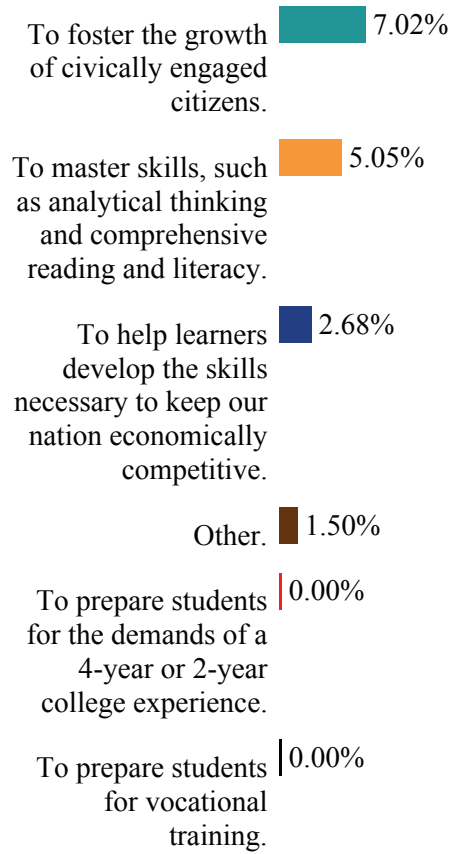 To foster the growth 7.02%
of civically engaged
citizens.
To master skills, such 5.05%
as analytical thinking
and comprehensive
reading and literacy.
To help learners 2.68%
develop the skills
necessary to keep our
nation economically
competitive.
Other. 1.50%
To prepare students 0.00%
for the demands of a
4-year or 2-year
college experience.
To prepare students 0.00%
for vocational
training.